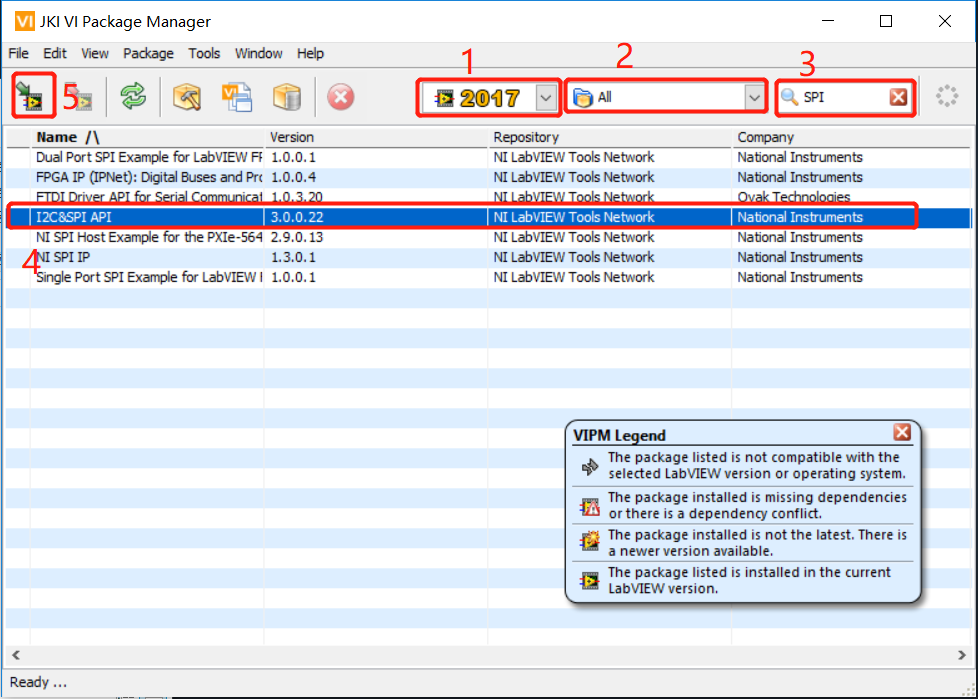 VI JKI VI Package Manager
File Edit View Package Tools Window Help
1 2 3
5 2017 All SPI
Name /\ Version Repository Company
Dual Port SPI Example for LabVIEW FF 1.0.0.1 NI LabVIEW Tools Network National Instruments
FPGA IP (IPNet): Digital Buses and Pro 1.0.0.4 NI LabVIEW Tools Network National Instruments
FTDI Driver API for Serial Communicat 1.0.3.20 NI LabVIEW Tools Network Ovak Technologies
I2C&SPI API 3.0.0.22 NI LabVIEW Tools Network National Instruments
NI SPI Host Example for the PXIe-564 2.9.0.13 NI LabVIEW Tools Network National Instruments
4 NI SPI IP 1.3.0.1 NI LabVIEW Tools Network National Instruments
Single Port SPI Example for LabVIEW 1.0.0.1 NI LabVIEW Tools Network National Instruments
VIPM Legend
The package listed is not compatible with the
selected LabVIEW version or operating system.
The package installed is missing dependencies
or there is a dependency conflict.
The package installed is not the latest. There is
a newer version available.
The package listed is installed in the current
LabVIEW version.
Ready ...